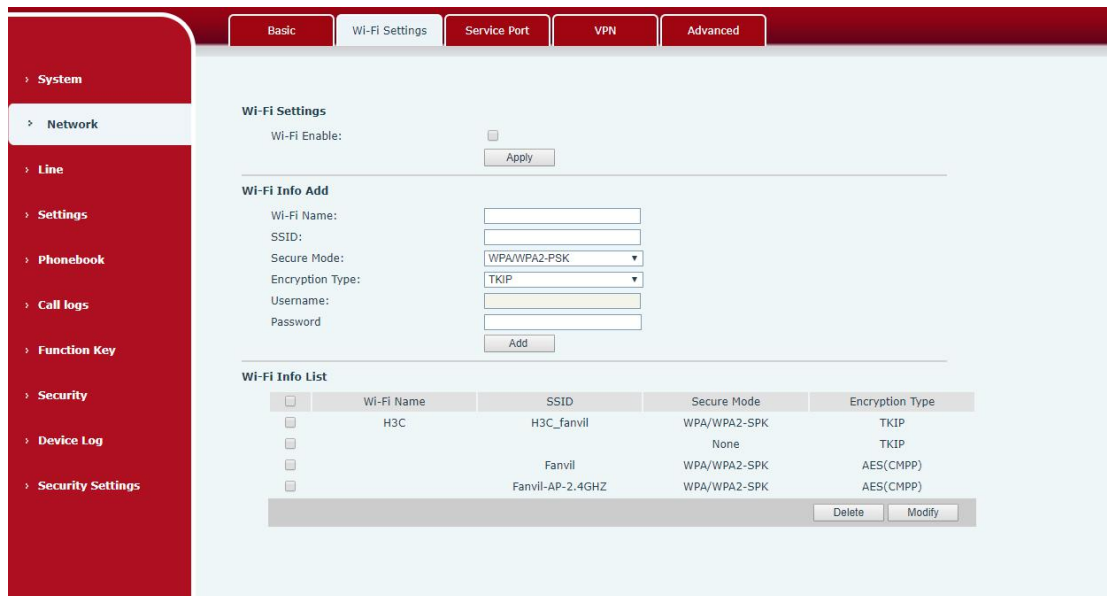 Basic Wi-Fi Settings Service Port VPN Advanced
› System
› Network
› Line
› Settings
› Phonebook
› Call logs
› Function Key
› Security
› Device Log
› Security Settings
Wi-Fi Settings
Wi-Fi Enable:
Apply
Wi-Fi Info Add
Wi-Fi Name:
SSID:
Secure Mode: WPA/WPA2-PSK
Encryption Type: TKIP
Username:
Password
Add
Wi-Fi Info List
Wi-Fi Name SSID Secure Mode Encryption Type
H3C H3C_fanvil WPA/WPA2-SPK TKIP
None TKIP
Fanvil WPA/WPA2-SPK AES(CMPP)
Fanvil-AP-2.4GHZ WPA/WPA2-SPK AES(CMPP)
Delete Modify